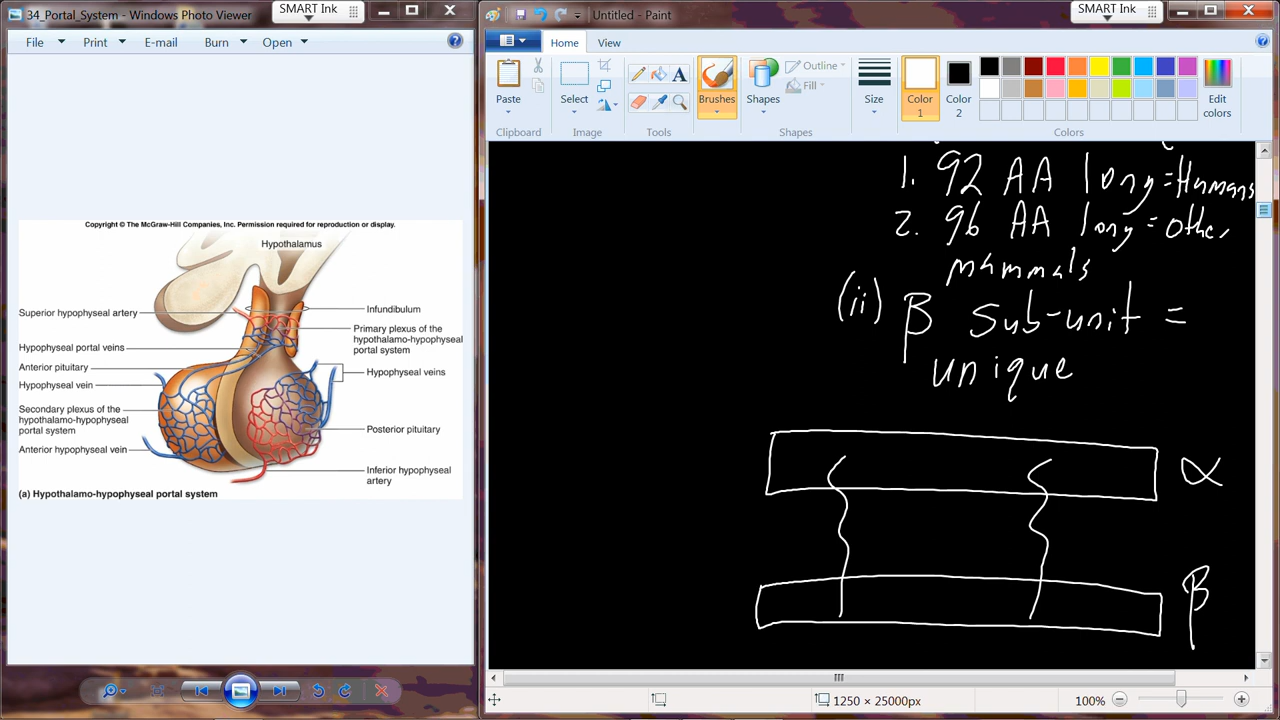 34_Portal_System - Windows Photo Viewer
SMART Ink
File Print E-mail Burn Open
Copyright © The McGraw-Hill Companies, Inc. Permission required for reproduction or display.
Hypothalamus
Superior hypophyseal artery
Hypophyseal portal veins
Anterior pituitary
Hypophyseal vein
Secondary plexus of the
hypothalamo-hypophyseal
portal system
Anterior hypophyseal vein
Infundibulum
Primary plexus of the
hypothalamo-hypophyseal
portal system
Hypophyseal veins
Posterior pituitary
Inferior hypophyseal
artery
(a) Hypothalamo-hypophyseal portal system
Untitled - Paint
SMART Ink
Home View
Paste
Select
Brushes
Shapes
Outline
Fill
Size
Color
1
Color
2
Edit
colors
Clipboard Image Tools Shapes Colors
1. 92 AA long = Humans
2. 96 AA long = other
mammals
(ii) β sub-unit =
unique
α
β
1250 × 25000px
100%